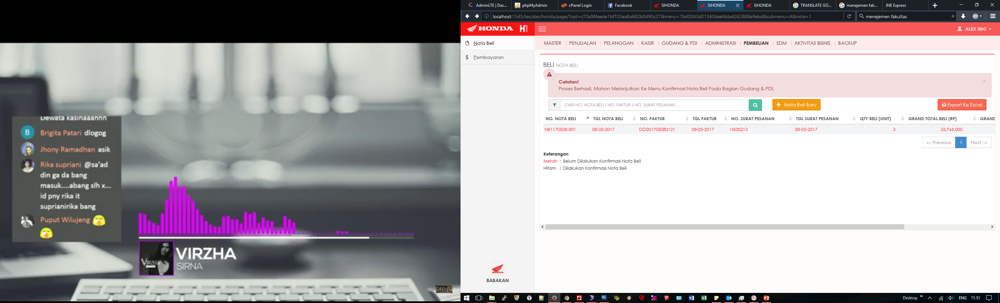 Dewata kasinaaannn
B Brigita Patari dlogog
Jhony Ramadhan asik
Rika supriani @sa'ad
din ga da bang
masuk....abang slh x...
id pny rika it
suprianirika bang
Puput Wilujeng
VIRZHA
VIRZHA
SIRNA
pro-M
AdminLTE | Das...
phpMyAdmin
cPanel Login
Facebook
SIHONDA
SIHONDA
SIHONDA
TRANSLATE GO...
manajemen fak...
JNE Express
localhost:1545/tes/alex/honda/page/?opt=c70a9f4eede1bf703ea8a682b0490c27&menu=7b40043d01360deefdda4262888e9ebd&submenu=A&note=1
menejemen fakultas
ABP
HONDA H1
ALEX IMC
Nota Beli
Pembayaran
MASTER | PENJUALAN | PELANGGAN | KASIR | GUDANG & PDI | ADMINISTRASI | PEMBELIAN | SDM | AKTIVITAS BISNIS | BACKUP
BELI NOTA BELI
Catatan!
Proses Berhasil, Mohon Melanjutkan Ke Menu Konfirmasi Nota Beli Pada Bagian Gudang & PDI.
CARI NO. NOTA BELI / NO. FAKTUR / NO. SURAT PESANAN ...
+ Nota Beli Baru
Export Ke Excel
NO. NOTA BELI TGL NOTA BELI NO. FAKTUR TGL FAKTUR NO. SURAT PESANAN TGL SURAT PESANAN QTY BELI (UNIT) GRAND TOTAL BELI (RP) GRAND
NB1170508-001 08-05-2017 DO201705080121 08-05-2017 NS00213 08-05-2017 3 33.765.000
← Previous 1 Next →
Keterangan
Merah : Belum Dilakukan Konfirmasi Nota Beli
Hitam : Dilakukan Konfirmasi Nota Beli
HONDA
BABAKAN
Desktop
ENG
11.51